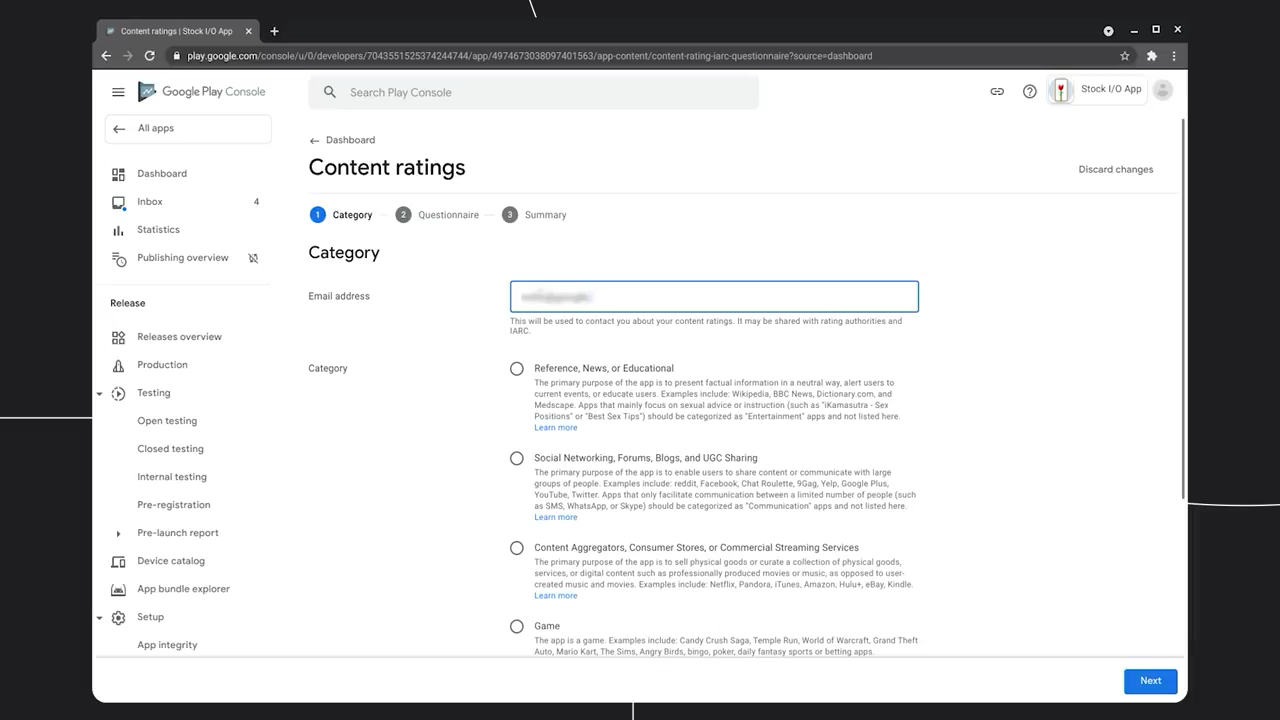 Content ratings | Stock I/O App
play.google.com/console/u/0/developers/7043551525374244744/app/4974673038097401563/app-content/content-rating-iarc-questionnaire?source=dashboard
Google Play Console
Search Play Console
Stock I/O App
All apps
Dashboard
Inbox 4
Statistics
Publishing overview
Release
Releases overview
Production
Testing
Open testing
Closed testing
Internal testing
Pre-registration
Pre-launch report
Device catalog
App bundle explorer
Setup
App integrity
Dashboard
Content ratings
Discard changes
1 Category 2 Questionnaire 3 Summary
Category
Email address
This will be used to contact you about your content ratings. It may be shared with rating authorities and
IARC.
Category
Reference, News, or Educational
The primary purpose of the app is to present factual information in a neutral way, alert users to
current events, or educate users. Examples include: Wikipedia, BBC News, Dictionary.com, and
Medscape. Apps that mainly focus on sexual advice or instruction (such as "iKamasutra - Sex
Positions" or "Best Sex Tips") should be categorized as "Entertainment" apps and not listed here.
Learn more
Social Networking, Forums, Blogs, and UGC Sharing
The primary purpose of the app is to enable users to share content or communicate with large
groups of people. Examples include: reddit, Facebook, Chat Roulette, 9Gag, Yelp, Google Plus,
YouTube, Twitter. Apps that only facilitate communication between a limited number of people (such
as SMS, WhatsApp, or Skype) should be categorized as "Communication" apps and not listed here.
Learn more
Content Aggregators, Consumer Stores, or Commercial Streaming Services
The primary purpose of the app is to sell physical goods or curate a collection of physical goods,
services, or digital content such as professionally produced movies or music, as opposed to user-
created music and movies. Examples include: Netflix, Pandora, iTunes, Amazon, Hulu+, eBay, Kindle.
Learn more
Game
The app is a game. Examples include: Candy Crush Saga, Temple Run, World of Warcraft, Grand Theft
Auto, Mario Kart, The Sims, Angry Birds, bingo, poker, daily fantasy sports or betting apps.
Next